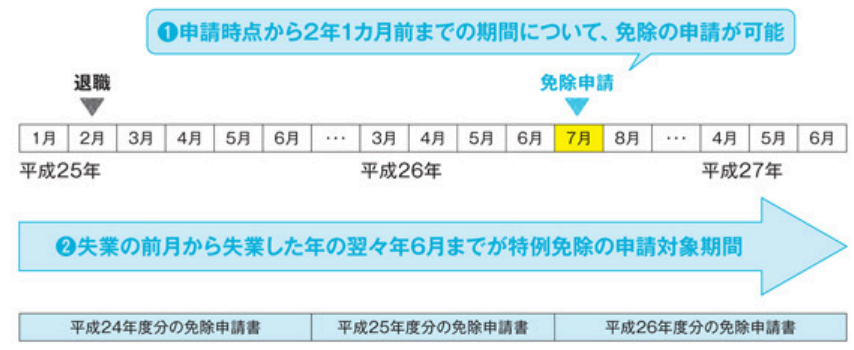 ❶申請時点から2年1カ月前までの期間について、免除の申請が可能
退職
免除申請
1月 2月 3月 4月 5月 6月 … 3月 4月 5月 6月 7月 8月 … 4月 5月 6月
平成25年 平成26年 平成27年
❷失業の前月から失業した年の翌々年6月までが特例免除の申請対象期間
平成24年度分の免除申請書 平成25年度分の免除申請書 平成26年度分の免除申請書